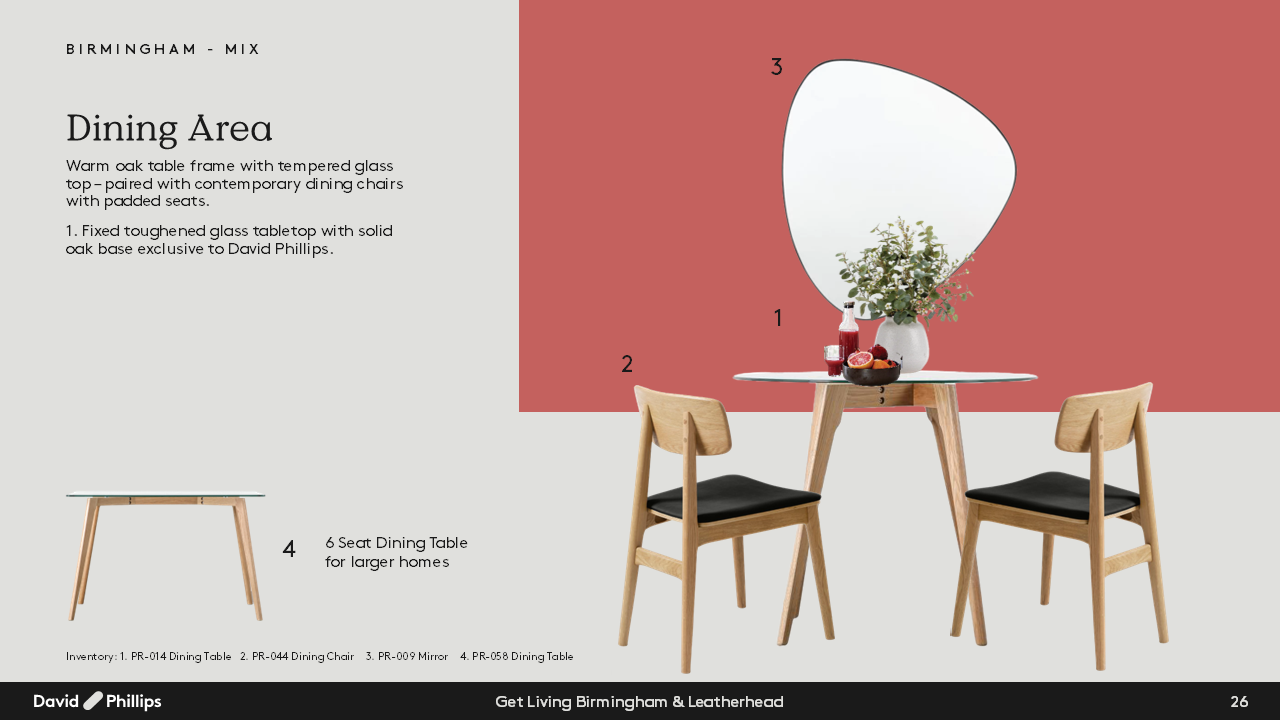 BIRMINGHAM - MIX
Dining Area
Warm oak table frame with tempered glass
top – paired with contemporary dining chairs
with padded seats.
1. Fixed toughened glass tabletop with solid
oak base exclusive to David Phillips.
3
1
2
4
6 Seat Dining Table
for larger homes
Inventory: 1. PR-014 Dining Table 2. PR-044 Dining Chair 3. PR-009 Mirror 4. PR-058 Dining Table
David Phillips
Get Living Birmingham & Leatherhead
26